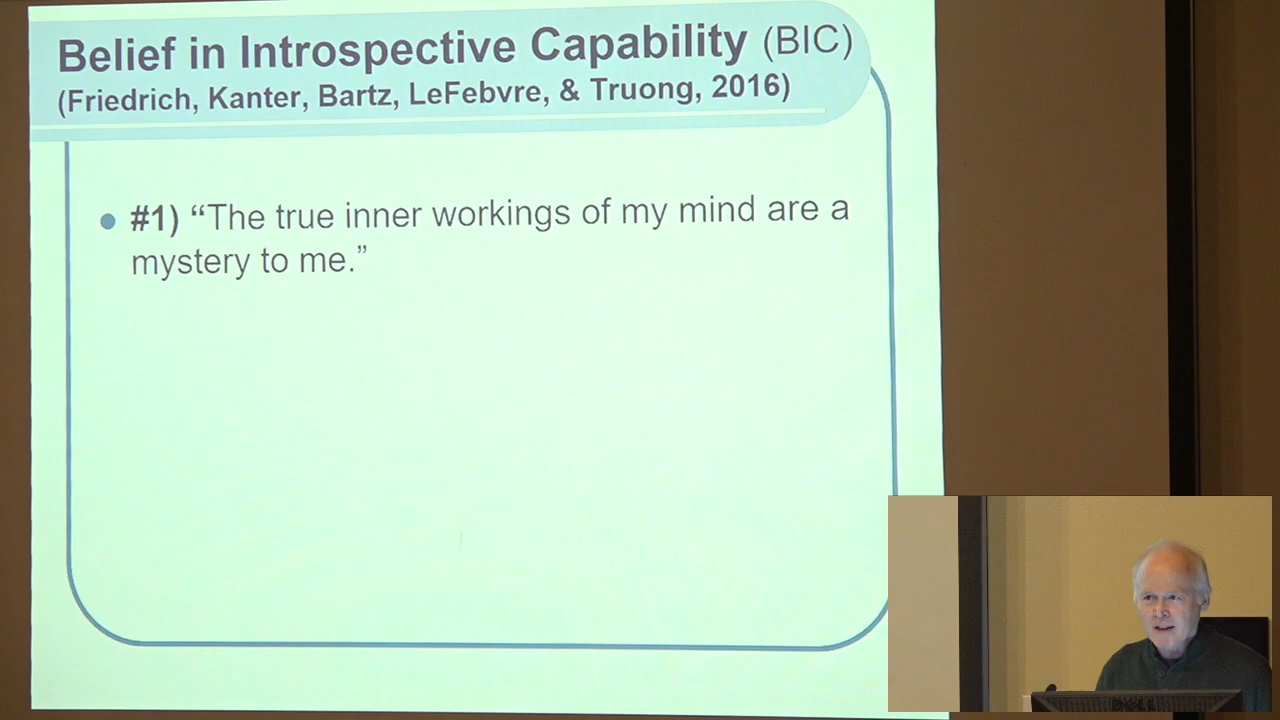 Belief in Introspective Capability (BIC)
(Friedrich, Kanter, Bartz, LeFebvre, & Truong, 2016)
• #1) “The true inner workings of my mind are a
mystery to me.”
DELL